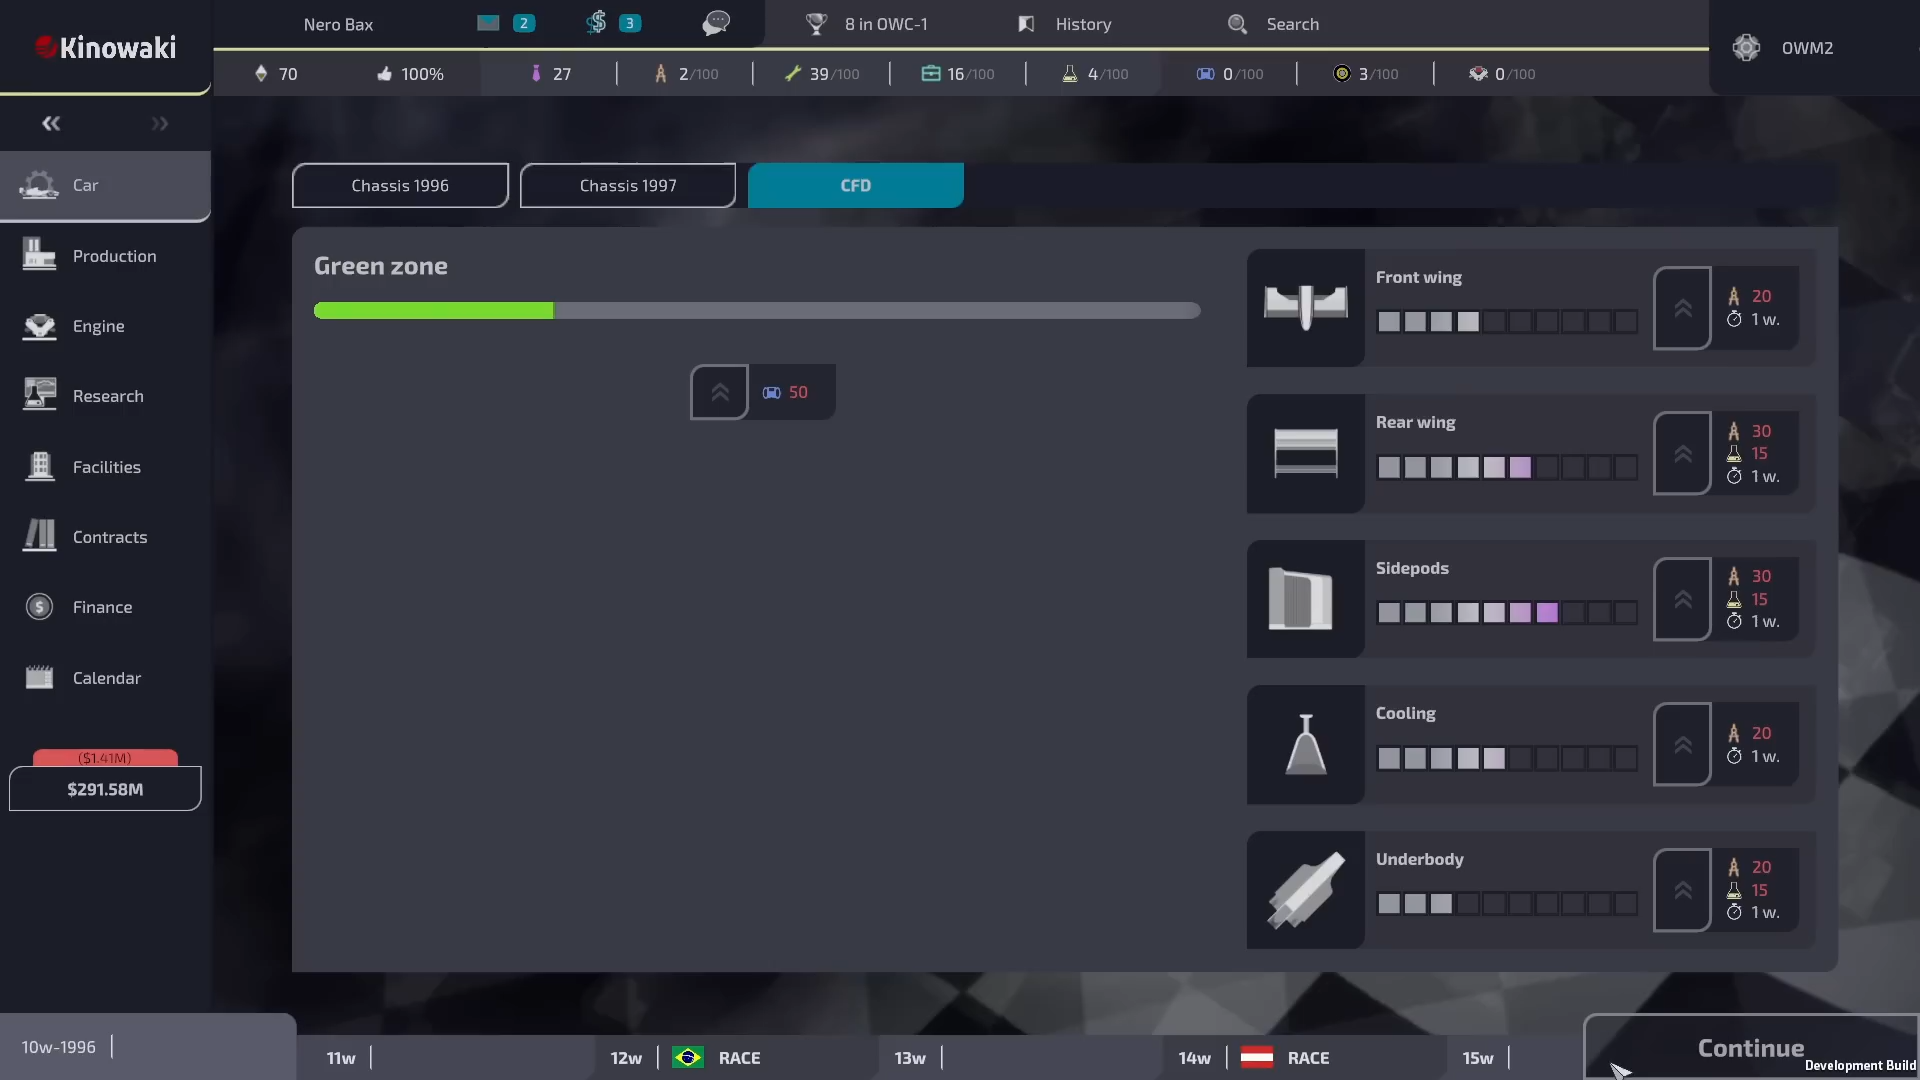 Kinowaki
Nero Bax
2
3
8 in OWC-1
History
Search
OWM2
70
100%
27
2/100
39/100
16/100
4/100
0/100
3/100
0/100
Car
Production
Engine
Research
Facilities
Contracts
Finance
Calendar
($1.41M)
$291.58M
Chassis 1996
Chassis 1997
CFD
Green zone
50
Front wing
20
1 w.
Rear wing
30
15
1 w.
Sidepods
30
15
1 w.
Cooling
20
1 w.
Underbody
20
15
1 w.
10w-1996
11w
12w
RACE
13w
14w
RACE
15w
Continue
Development Build